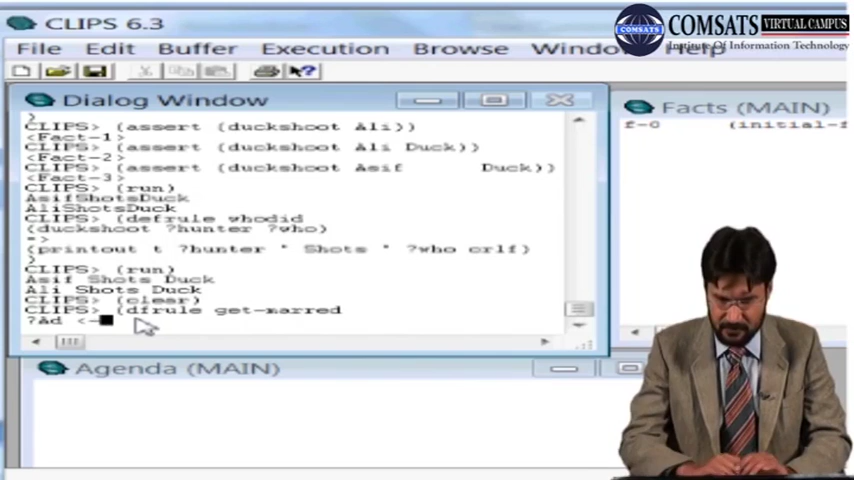 CLIPS 6.3
COMSATS VIRTUAL CAMPUS
Institute Of Information Technology
File Edit Buffer Execution Browse Window Help
Dialog Window
)
CLIPS> (assert (duckshoot Ali))
<Fact-1>
CLIPS> (assert (duckshoot Ali Duck))
<Fact-2>
CLIPS> (assert (duckshoot Asif Duck))
<Fact-3>
CLIPS> (run)
AsifShotsDuck
AliShotsDuck
CLIPS> (defrule whodid
(duckshoot ?hunter ?who)
=>
(printout t ?hunter " Shots " ?who crlf)
)
CLIPS> (run)
Asif Shots Duck
Ali Shots Duck
CLIPS> (clear)
CLIPS> (dfrule get-marred
?Ad <-
Facts (MAIN)
f-0 (initial-f
Agenda (MAIN)